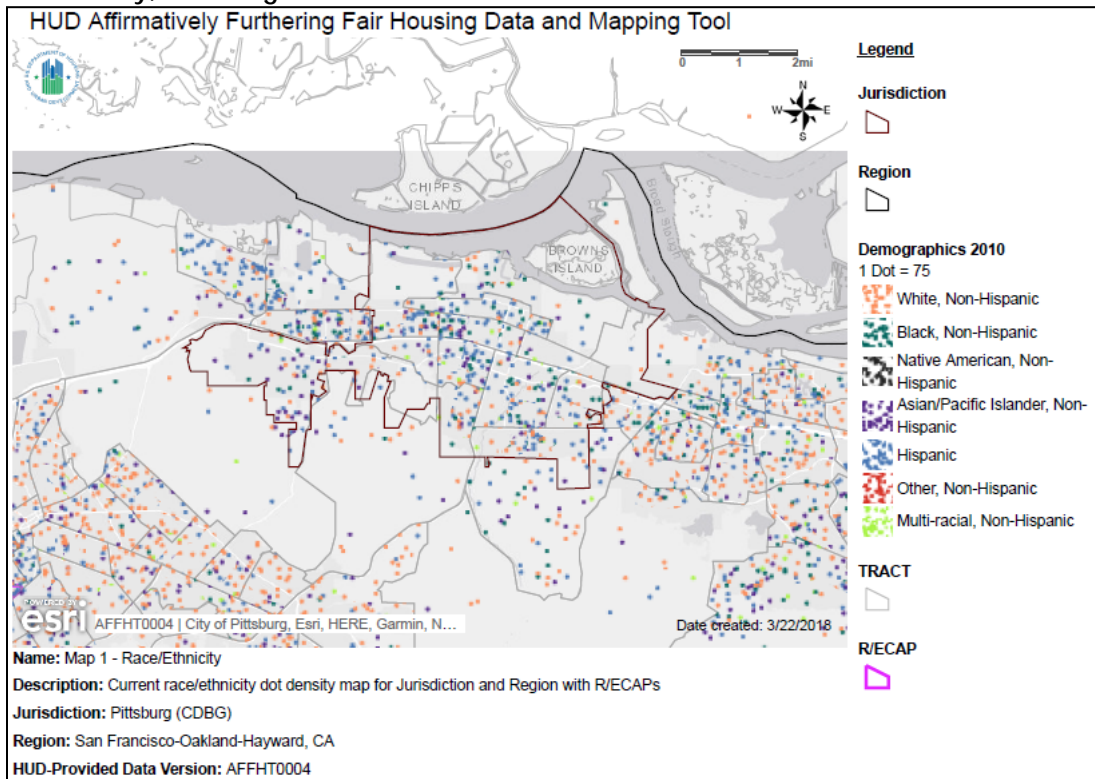 HUD Affirmatively Furthering Fair Housing Data and Mapping Tool
0 1 2mi
N
W E
S
CHIPPS
ISLAND
BROWNS
ISLAND
Broad Slough
POWERED BY
esri
AFFHT0004 | City of Pittsburg, Esri, HERE, Garmin, N...
Date created: 3/22/2018
Legend
Jurisdiction
Region
Demographics 2010
1 Dot = 75
White, Non-Hispanic
Black, Non-Hispanic
Native American, Non-
Hispanic
Asian/Pacific Islander, Non-
Hispanic
Hispanic
Other, Non-Hispanic
Multi-racial, Non-Hispanic
TRACT
R/ECAP
Name: Map 1 - Race/Ethnicity
Description: Current race/ethnicity dot density map for Jurisdiction and Region with R/ECAPs
Jurisdiction: Pittsburg (CDBG)
Region: San Francisco-Oakland-Hayward, CA
HUD-Provided Data Version: AFFHT0004